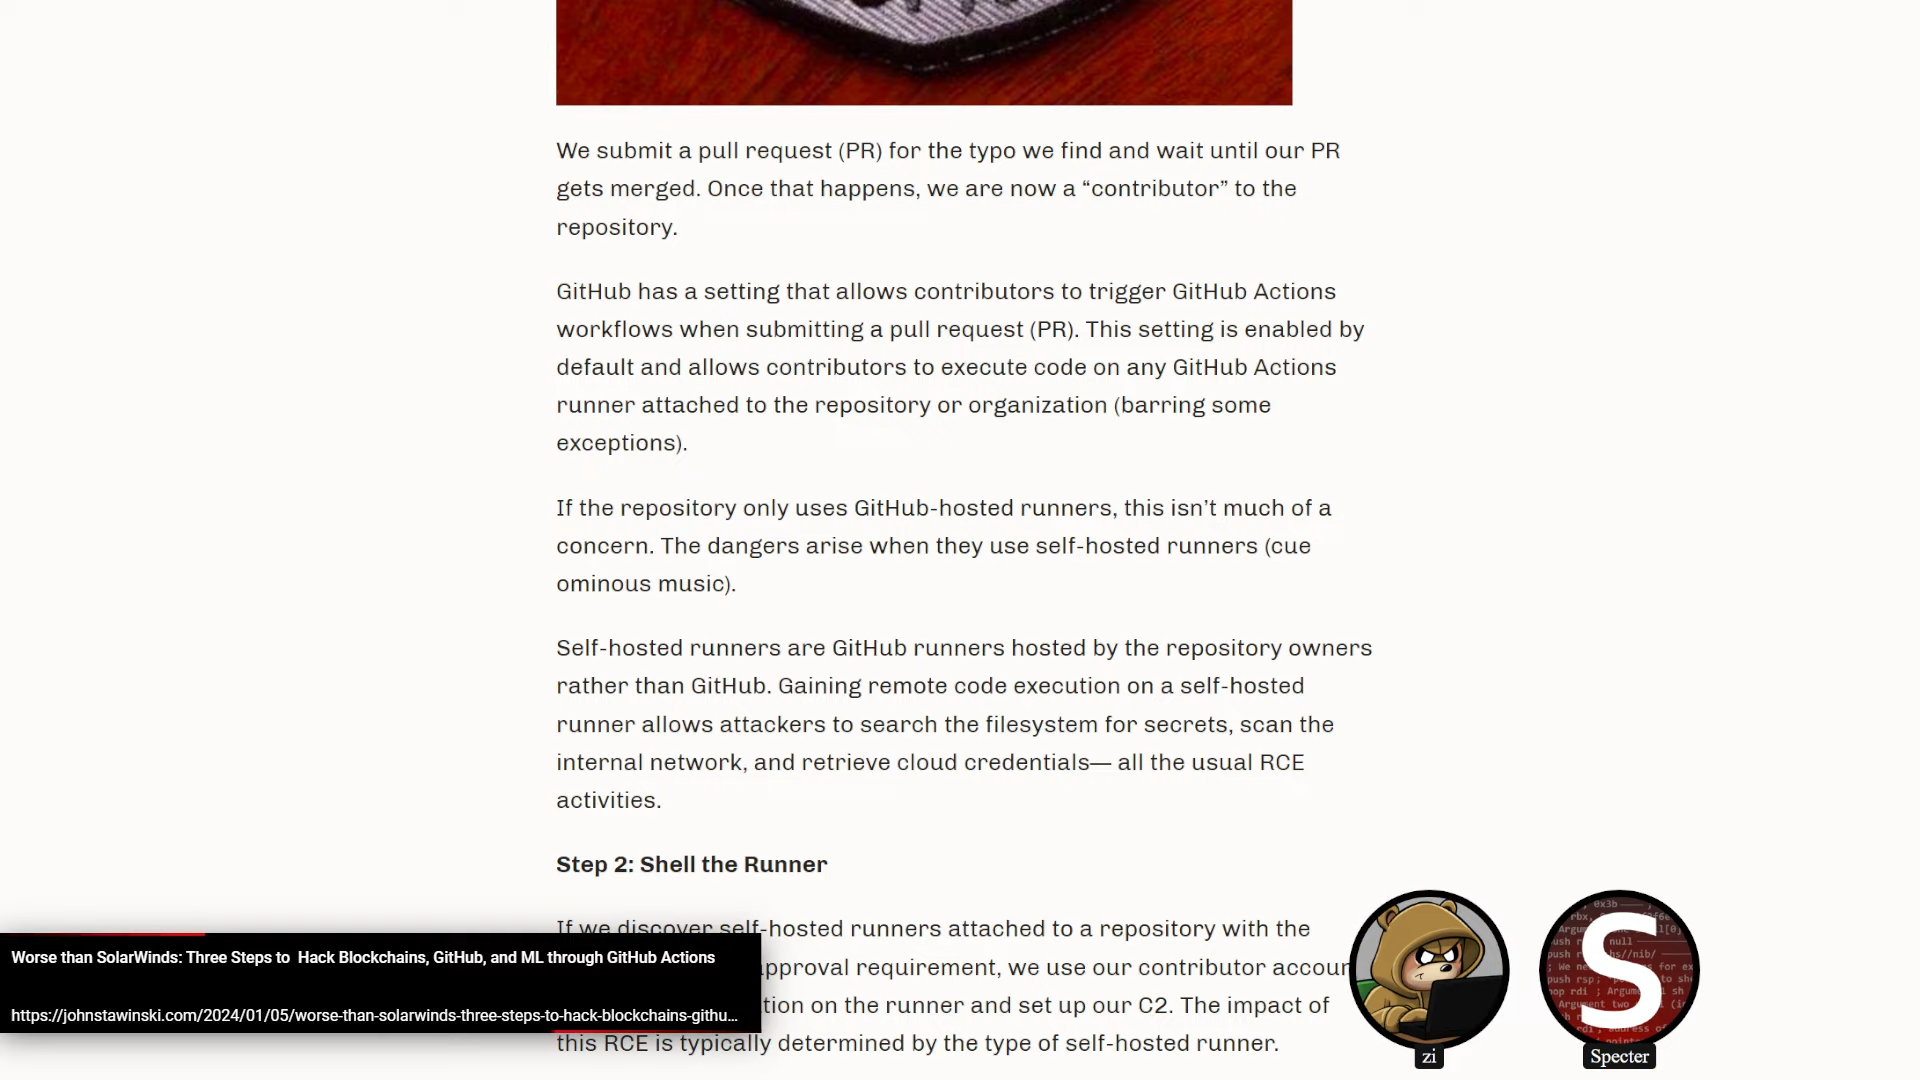 We submit a pull request (PR) for the typo we find and wait until our PR
gets merged. Once that happens, we are now a “contributor” to the
repository.
GitHub has a setting that allows contributors to trigger GitHub Actions
workflows when submitting a pull request (PR). This setting is enabled by
default and allows contributors to execute code on any GitHub Actions
runner attached to the repository or organization (barring some
exceptions).
If the repository only uses GitHub-hosted runners, this isn’t much of a
concern. The dangers arise when they use self-hosted runners (cue
ominous music).
Self-hosted runners are GitHub runners hosted by the repository owners
rather than GitHub. Gaining remote code execution on a self-hosted
runner allows attackers to search the filesystem for secrets, scan the
internal network, and retrieve cloud credentials— all the usual RCE
activities.
Step 2: Shell the Runner
If we discover self-hosted runners attached to a repository with the
approval requirement, we use our contributor
on the runner and set up our C2. The impact of
this RCE is typically determined by the type of self-hosted runner.
Worse than SolarWinds: Three Steps to Hack Blockchains, GitHub, and ML through GitHub Actions
https://johnstawinski.com/2024/01/05/worse-than-solarwinds-three-steps-to-hack-blockchains-githu…
zi
S
Specter